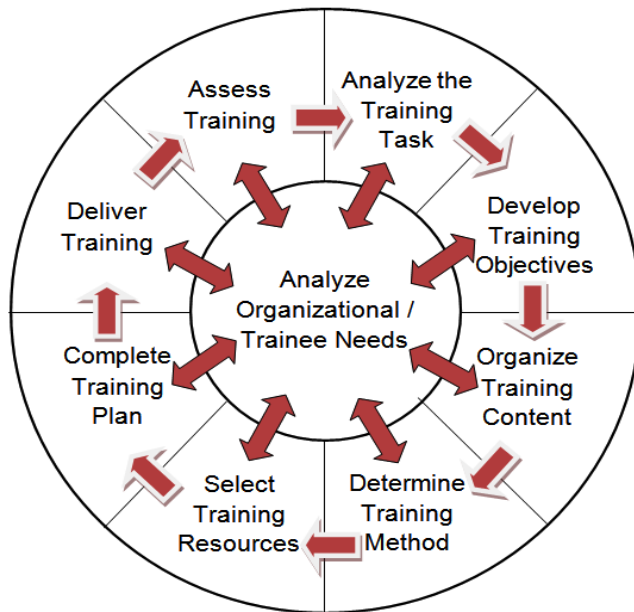 Assess
Training
Analyze the
Training
Task
Develop
Training
Objectives
Organize
Training
Content
Determine
Training
Method
Select
Training
Resources
Complete
Training
Plan
Deliver
Training
Analyze
Organizational /
Trainee Needs